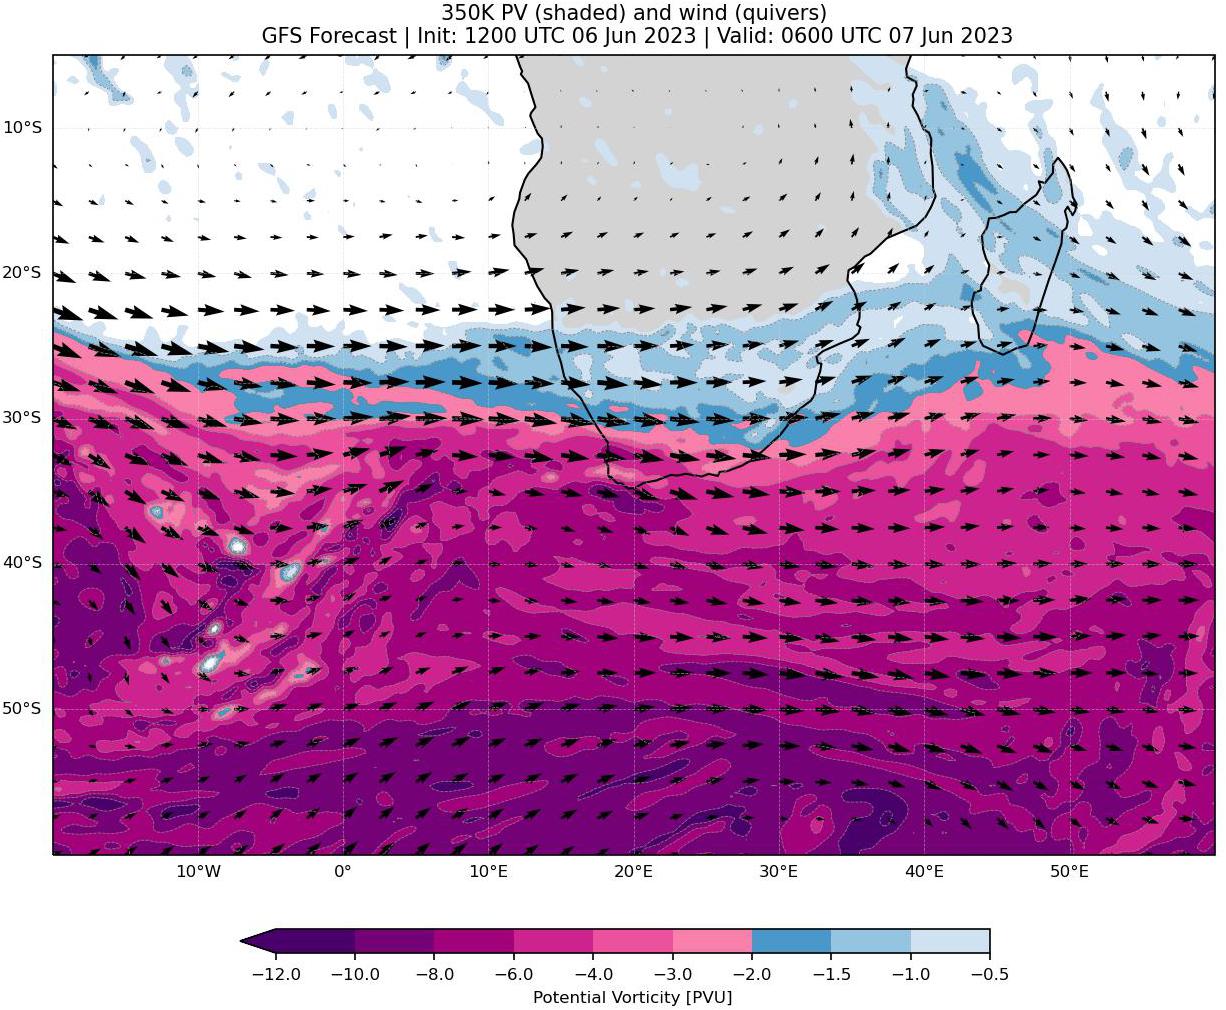 350K PV (shaded) and wind (quivers)
GFS Forecast | Init: 1200 UTC 06 Jun 2023 | Valid: 0600 UTC 07 Jun 2023
10°S
20°S
30°S
40°S
50°S
10°W 0° 10°E 20°E 30°E 40°E 50°E
−12.0 −10.0 −8.0 −6.0 −4.0 −3.0 −2.0 −1.5 −1.0 −0.5
Potential Vorticity [PVU]